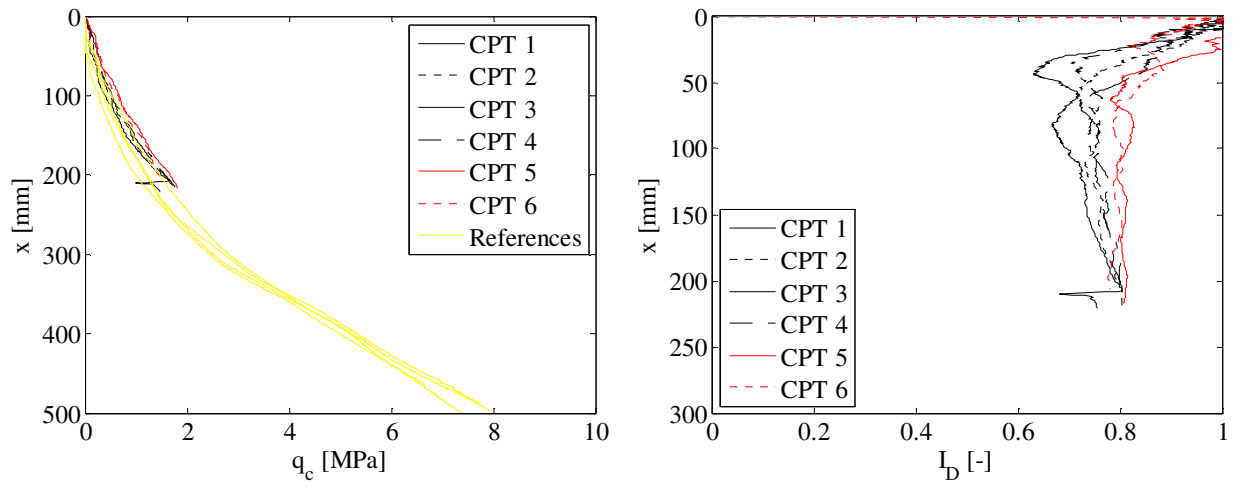 0
100
200
300
400
500
x [mm]
0
2
4
6
8
10
q_c [MPa]
CPT 1
CPT 2
CPT 3
CPT 4
CPT 5
CPT 6
References
0
50
100
150
200
250
300
x [mm]
0
0.2
0.4
0.6
0.8
1
I_D [-]
CPT 1
CPT 2
CPT 3
CPT 4
CPT 5
CPT 6